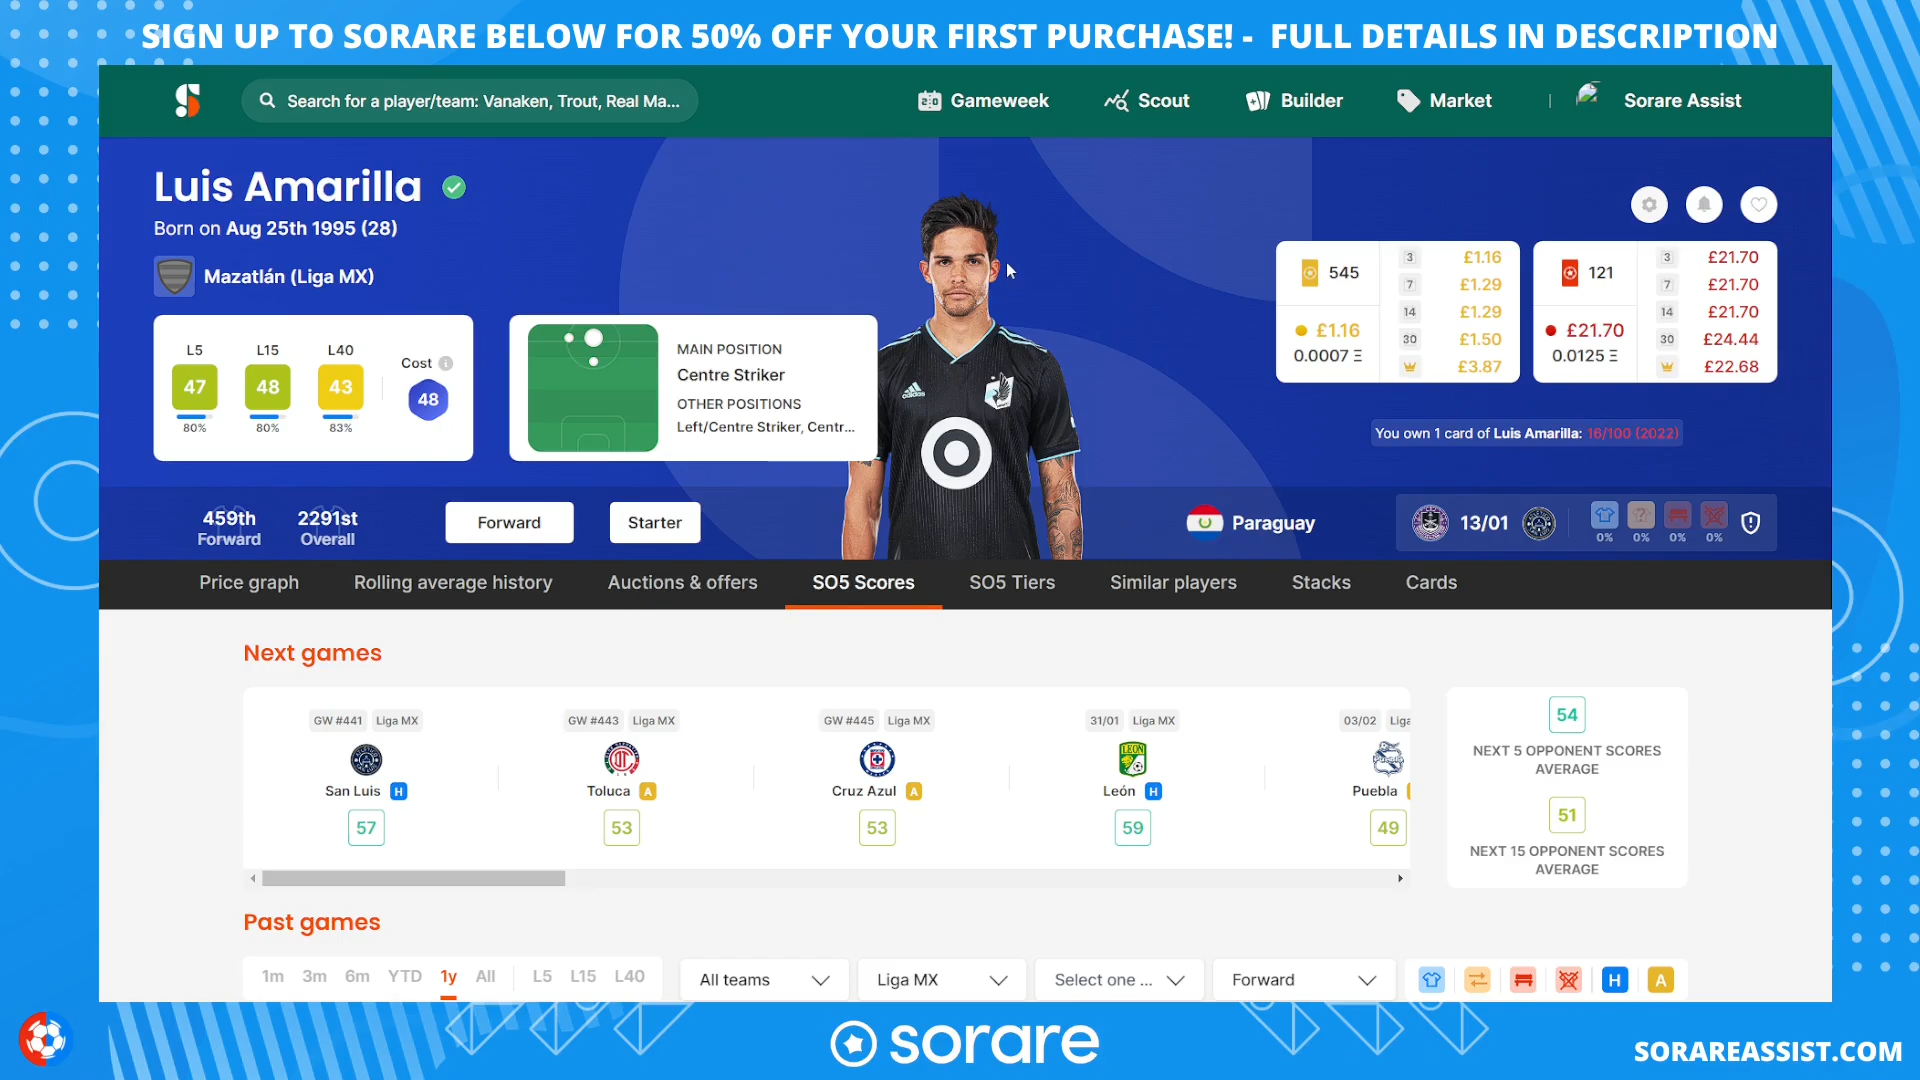 SIGN UP TO SORARE BELOW FOR 50% OFF YOUR FIRST PURCHASE! - FULL DETAILS IN DESCRIPTION
Search for a player/team: Vanaken, Trout, Real Ma...
Gameweek
Scout
Builder
Market
Sorare Assist
Luis Amarilla
Born on Aug 25th 1995 (28)
Mazatlán (Liga MX)
L5 L15 L40
Cost
47 48 43
48
80% 80% 83%
MAIN POSITION
Centre Striker
OTHER POSITIONS
Left/Centre Striker, Centr...
545
£1.16
0.0007 Ξ
3 £1.16
7 £1.29
14 £1.29
30 £1.50
£3.87
121
£21.70
0.0125 Ξ
3 £21.70
7 £21.70
14 £21.70
30 £24.44
£22.68
You own 1 card of Luis Amarilla: 16/100 (2022)
459th
Forward
2291st
Overall
Forward
Starter
adidas
Paraguay
13/01
0% 0% 0% 0%
Price graph
Rolling average history
Auctions & offers
SO5 Scores
SO5 Tiers
Similar players
Stacks
Cards
Next games
GW #441 Liga MX
San Luis H
57
GW #443 Liga MX
Toluca A
53
GW #445 Liga MX
Cruz Azul A
53
31/01 Liga MX
León H
59
03/02 Liga
Puebla
49
54
NEXT 5 OPPONENT SCORES
AVERAGE
51
NEXT 15 OPPONENT SCORES
AVERAGE
Past games
1m 3m 6m YTD 1y All L5 L15 L40
All teams
Liga MX
Select one ...
Forward
H A
sorare
SORAREASSIST.COM